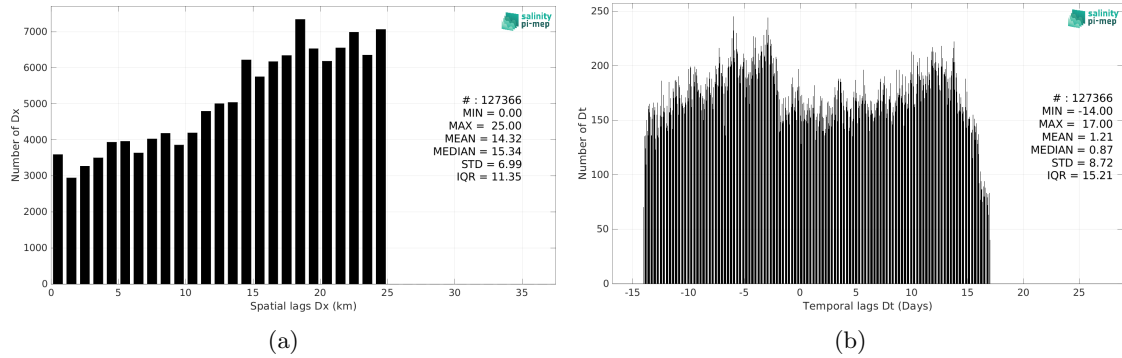 7000
6000
5000
4000
3000
2000
1000
0
Number of Dx
0 5 10 15 20 25 30 35
Spatial lags Dx (km)
salinity
pi-mep
# : 127366
MIN = 0.00
MAX = 25.00
MEAN = 14.32
MEDIAN = 15.34
STD = 6.99
IQR = 11.35
(a)
250
200
150
100
50
0
Number of Dt
-15 -10 -5 0 5 10 15 20 25
Temporal lags Dt (Days)
salinity
pi-mep
# : 127366
MIN = -14.00
MAX = 17.00
MEAN = 1.21
MEDIAN = 0.87
STD = 8.72
IQR = 15.21
(b)